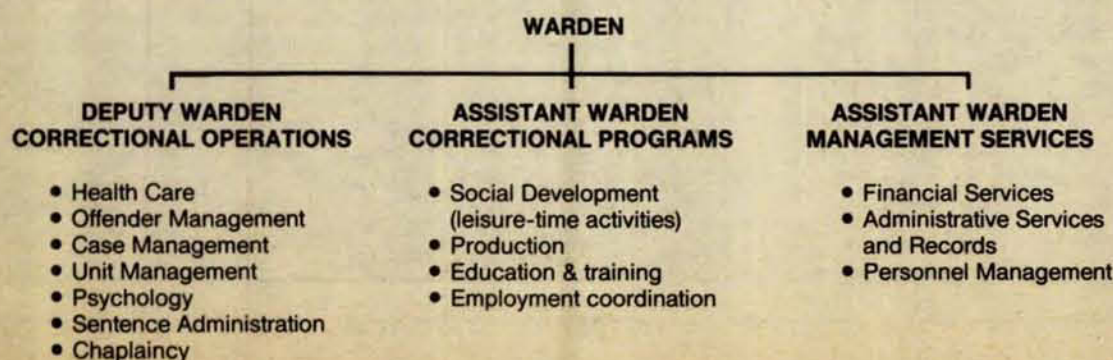 WARDEN
DEPUTY WARDEN
CORRECTIONAL OPERATIONS
• Health Care
• Offender Management
• Case Management
• Unit Management
• Psychology
• Sentence Administration
• Chaplaincy
ASSISTANT WARDEN
CORRECTIONAL PROGRAMS
• Social Development
(leisure-time activities)
• Production
• Education & training
• Employment coordination
ASSISTANT WARDEN
MANAGEMENT SERVICES
• Financial Services
• Administrative Services
and Records
• Personnel Management